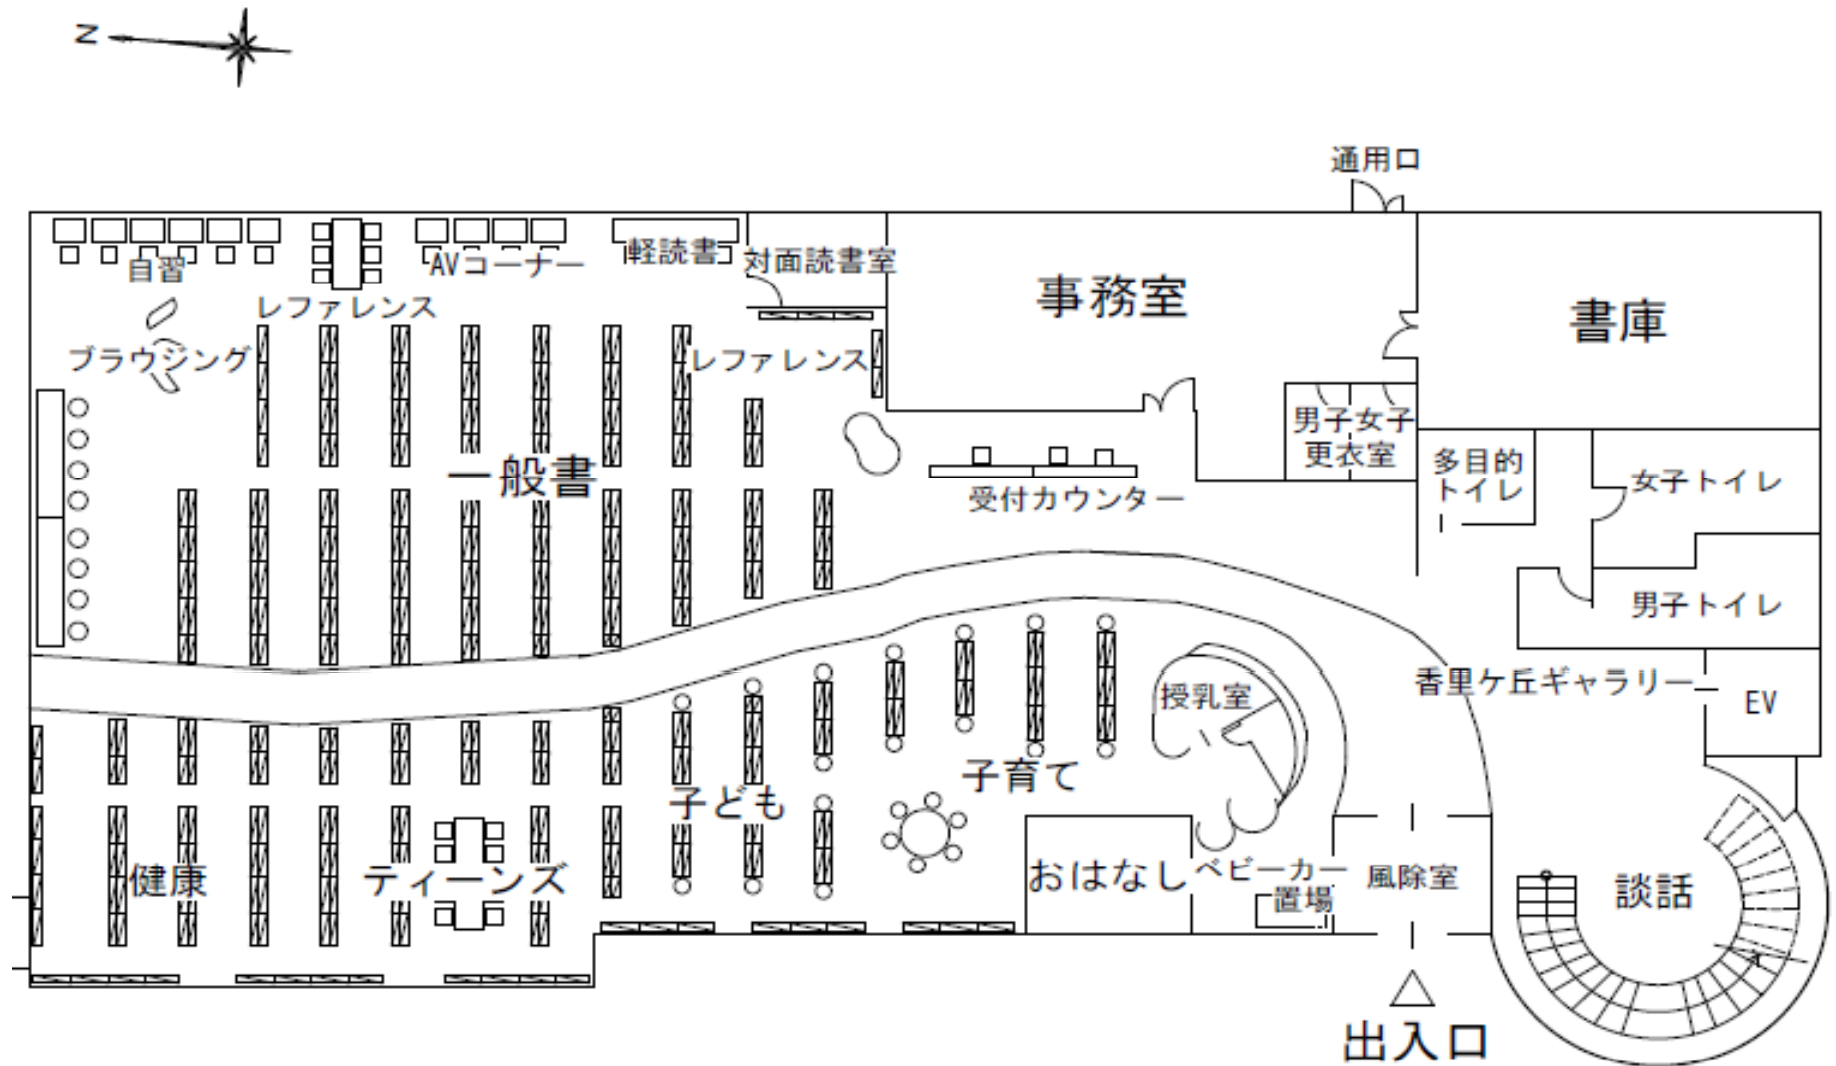 N
通用口
自習
レファレンス
AVコーナー
軽読書
対面読書室
事務室
書庫
ブラウジング
レファレンス
一般書
受付カウンター
男子女子
更衣室
多目的
トイレ
女子トイレ
男子トイレ
香里ケ丘ギャラリー
EV
授乳室
子育て
子ども
健康
ティーンズ
おはなし
ベビーカー
置場
風除室
談話
出入口